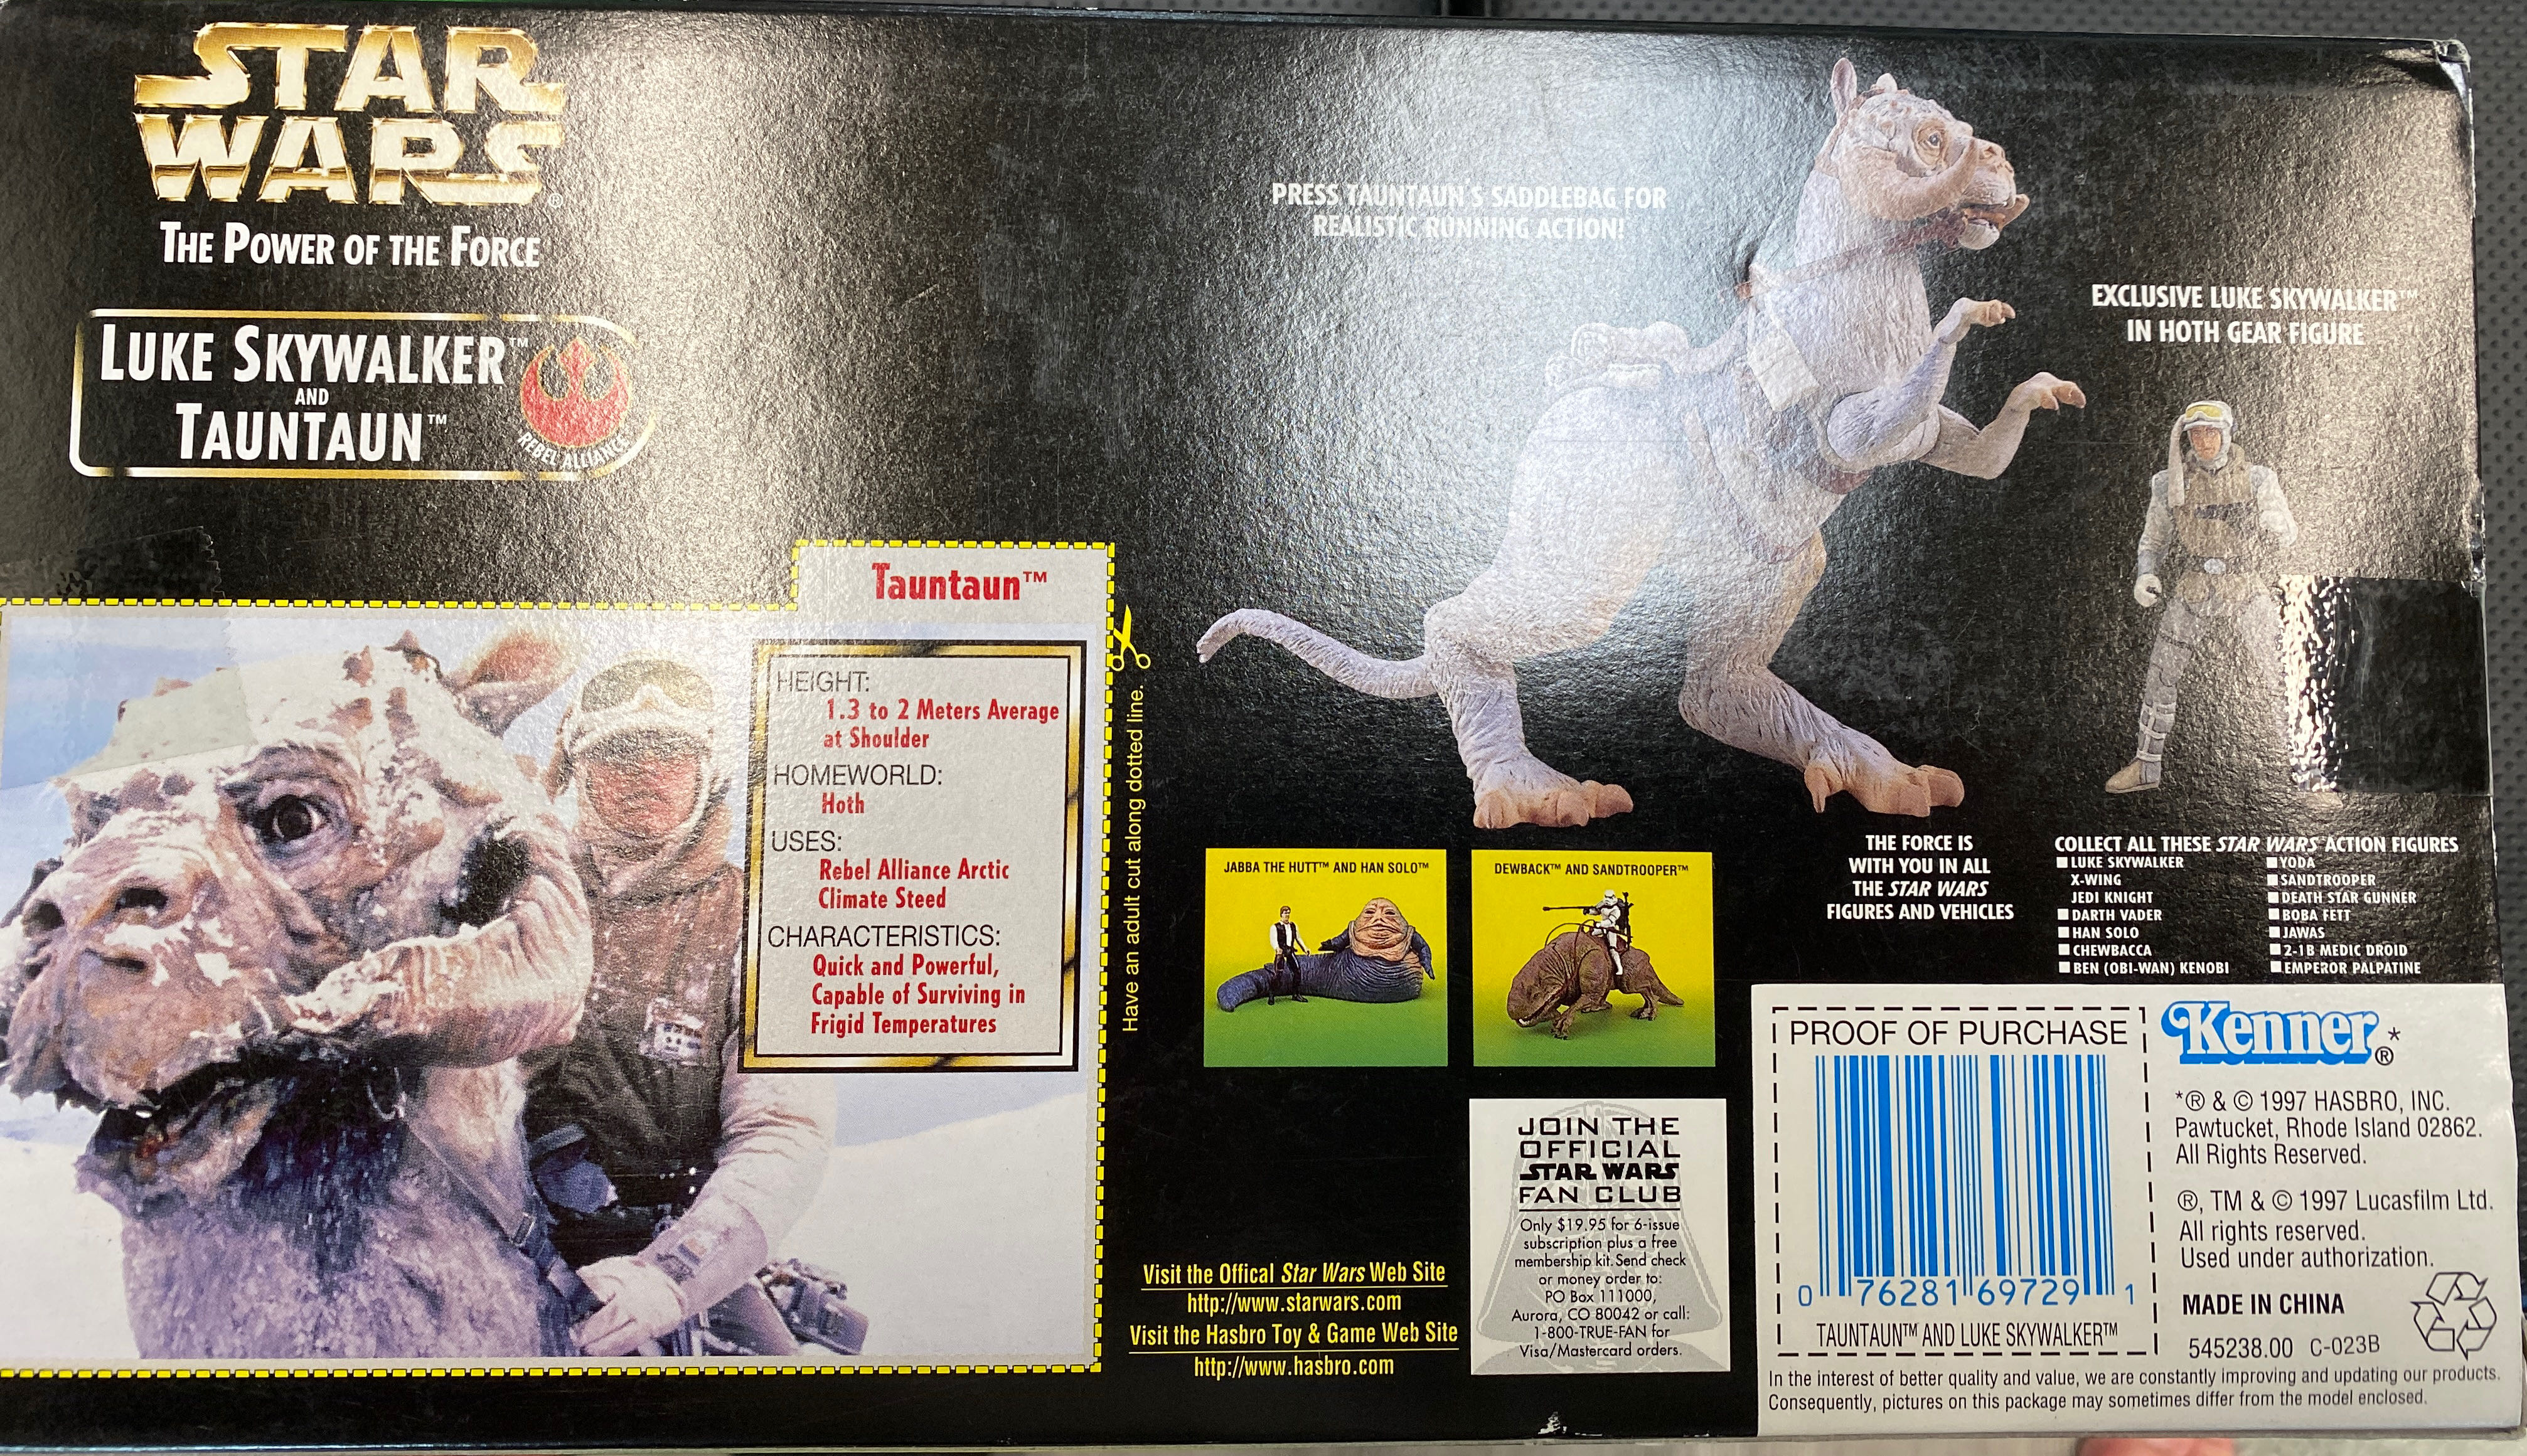 STAR
WARS®
THE POWER OF THE FORCE
LUKE SKYWALKER™
AND
TAUNTAUN™
REBEL ALLIANCE
PRESS TAUNTAUN'S SADDLEBAG FOR
REALISTIC RUNNING ACTION!
EXCLUSIVE LUKE SKYWALKER™
IN HOTH GEAR FIGURE
Tauntaun™
HEIGHT:
1.3 to 2 Meters Average
at Shoulder
HOMEWORLD:
Hoth
USES:
Rebel Alliance Arctic
Climate Steed
CHARACTERISTICS:
Quick and Powerful,
Capable of Surviving in
Frigid Temperatures
Have an adult cut along dotted line.
JABBA THE HUTT™ AND HAN SOLO™
DEWBACK™ AND SANDTROOPER™
THE FORCE IS
WITH YOU IN ALL
THE STAR WARS
FIGURES AND VEHICLES
COLLECT ALL THESE STAR WARS ACTION FIGURES
■ LUKE SKYWALKER
X-WING
JEDI KNIGHT
■ DARTH VADER
■ HAN SOLO
■ CHEWBACCA
■ BEN (OBI-WAN) KENOBI
■ YODA
■ SANDTROOPER
■ DEATH STAR GUNNER
■ BOBA FETT
■ JAWAS
■ 2-1B MEDIC DROID
■ EMPEROR PALPATINE
Visit the Offical Star Wars Web Site
http://www.starwars.com
Visit the Hasbro Toy & Game Web Site
http://www.hasbro.com
JOIN THE
OFFICIAL
STAR WARS
FAN CLUB
Only $19.95 for 6-issue
subscription plus a free
membership kit. Send check
or money order to:
PO Box 111000,
Aurora, CO 80042 or call:
1-800-TRUE-FAN for
Visa/Mastercard orders.
PROOF OF PURCHASE
0 76281 69729 1
TAUNTAUN™ AND LUKE SKYWALKER™
Kenner®*
*® & © 1997 HASBRO, INC.
Pawtucket, Rhode Island 02862.
All Rights Reserved.
®, TM & © 1997 Lucasfilm Ltd.
All rights reserved.
Used under authorization.
MADE IN CHINA
545238.00 C-023B
In the interest of better quality and value, we are constantly improving and updating our products.
Consequently, pictures on this package may sometimes differ from the model enclosed.